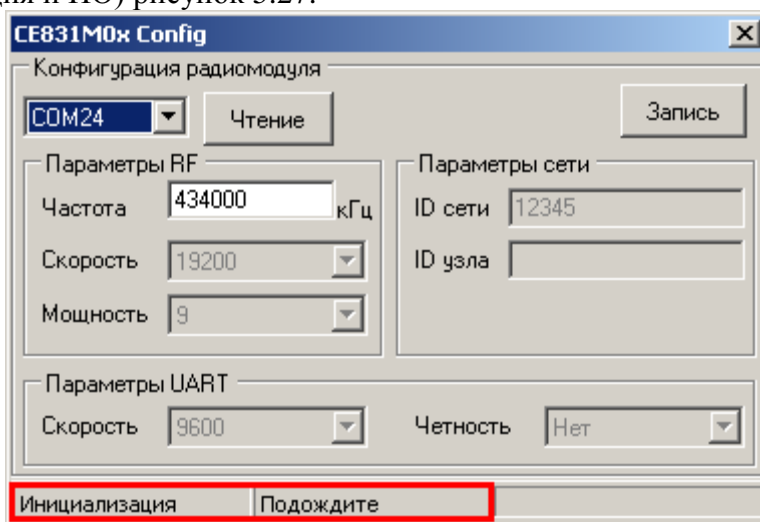 и ПО) рисунок 3.27.
CE831M0x Config
Конфигурация радиомодуля
COM24 Чтение Запись
Параметры RF Параметры сети
Частота 434000 кГц ID сети 12345
Скорость 19200 ID узла
Мощность 9
Параметры UART
Скорость 9600 Четность Нет
Инициализация Подождите